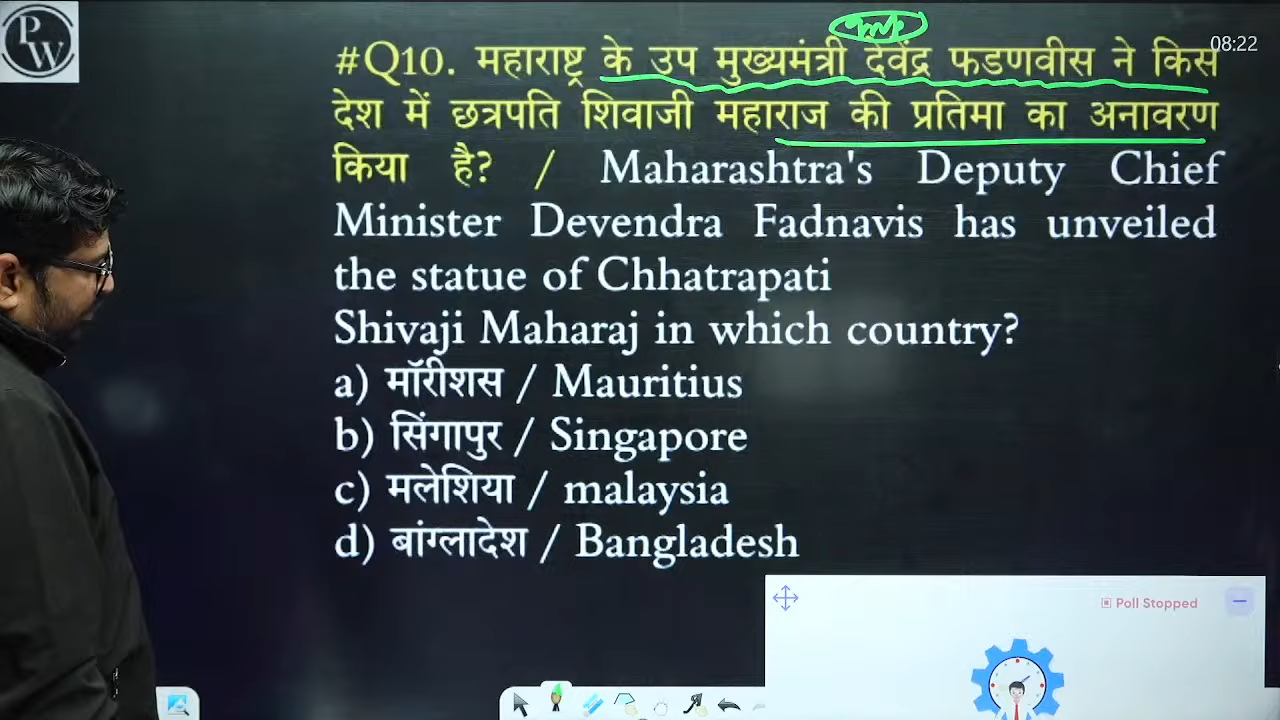 PW
08:22
#Q10. महाराष्ट्र के उप मुख्यमंत्री देवेंद्र फडणवीस ने किस
देश में छत्रपति शिवाजी महाराज की प्रतिमा का अनावरण
किया है? / Maharashtra's Deputy Chief
Minister Devendra Fadnavis has unveiled
the statue of Chhatrapati
Shivaji Maharaj in which country?
a) मॉरीशस / Mauritius
b) सिंगापुर / Singapore
c) मलेशिया / malaysia
d) बांग्लादेश / Bangladesh
Poll Stopped